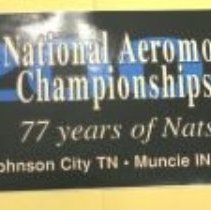 National Aeromo
Championships
77 years of Nats
ohnson City TN • Muncie IN